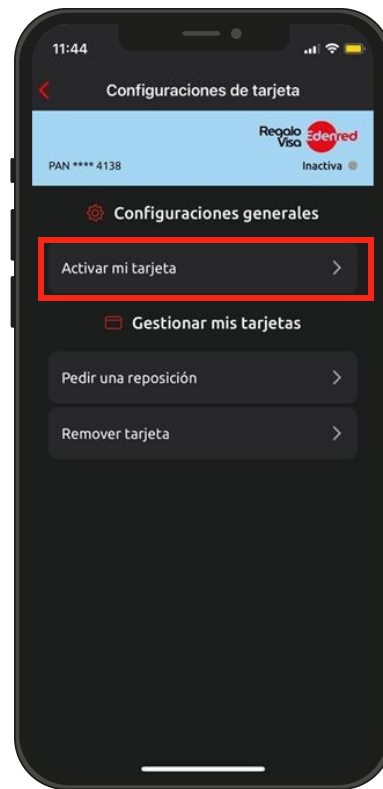 11:44
Configuraciones de tarjeta
Regalo
Visa
Edenred
PAN **** 4138
Inactiva
Configuraciones generales
Activar mi tarjeta
Gestionar mis tarjetas
Pedir una reposición
Remover tarjeta